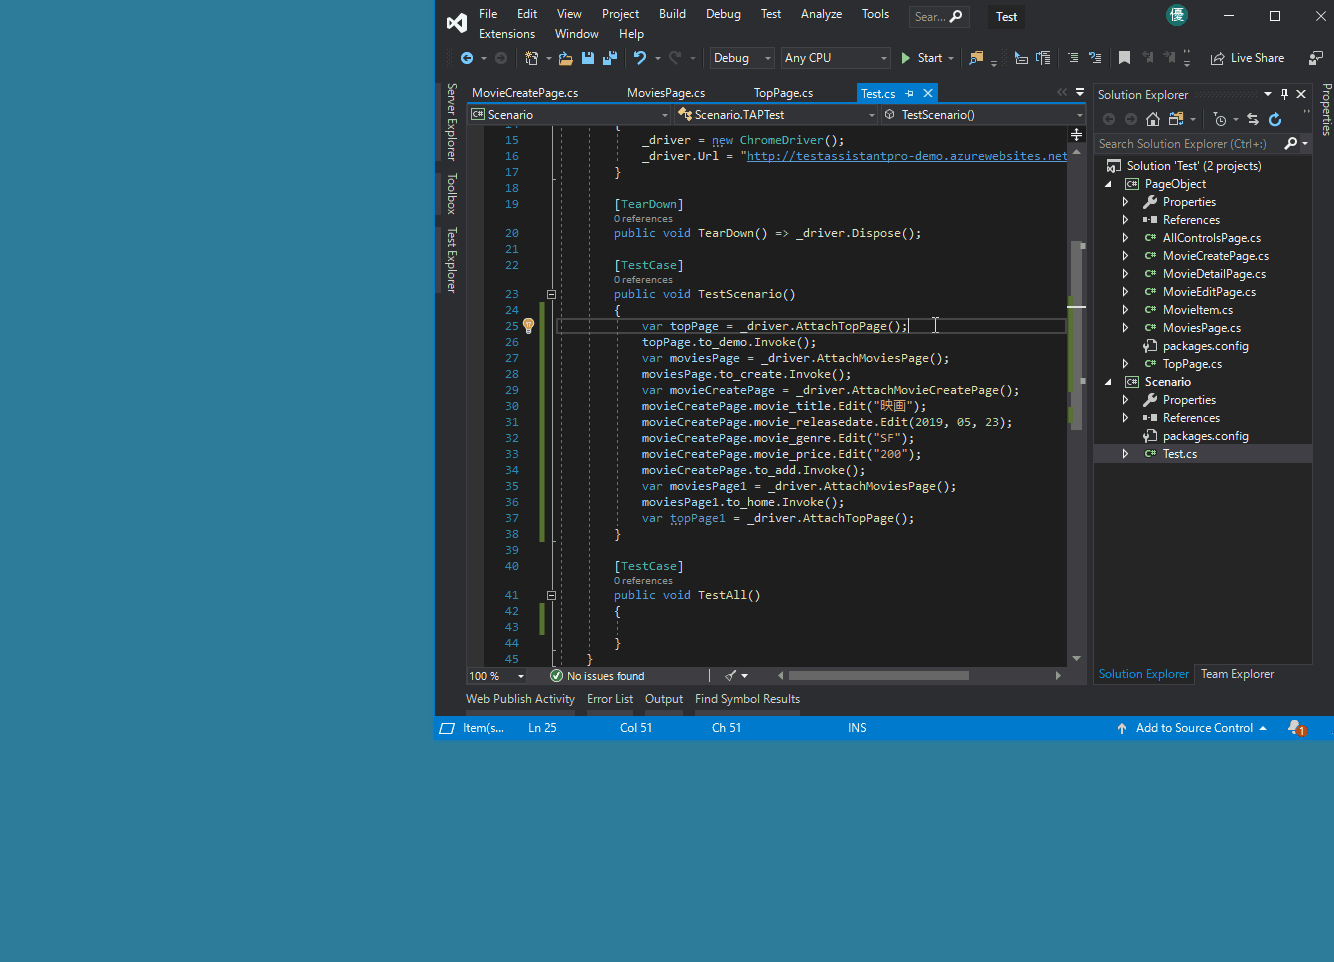 File Edit View Project Build Debug Test Analyze Tools Sear... Test 優
Extensions Window Help
Debug Any CPU Start Live Share
Server Explorer
Toolbox
Test Explorer
MovieCreatePage.cs MoviesPage.cs TopPage.cs Test.cs
Scenario Scenario.TAPTest TestScenario()
15 _driver = new ChromeDriver();
16 _driver.Url = "http://testassistantpro-demo.azurewebsites.net
17 }
18
19 [TearDown]
0 references
20 public void TearDown() => _driver.Dispose();
21
22 [TestCase]
0 references
23 public void TestScenario()
24 {
25 var topPage = _driver.AttachTopPage();
26 topPage.to_demo.Invoke();
27 var moviesPage = _driver.AttachMoviesPage();
28 moviesPage.to_create.Invoke();
29 var movieCreatePage = _driver.AttachMovieCreatePage();
30 movieCreatePage.movie_title.Edit("映画");
31 movieCreatePage.movie_releasedate.Edit(2019, 05, 23);
32 movieCreatePage.movie_genre.Edit("SF");
33 movieCreatePage.movie_price.Edit("200");
34 movieCreatePage.to_add.Invoke();
35 var moviesPage1 = _driver.AttachMoviesPage();
36 moviesPage1.to_home.Invoke();
37 var topPage1 = _driver.AttachTopPage();
38 }
39
40 [TestCase]
0 references
41 public void TestAll()
42 {
43
44 }
45 }
100 % No issues found
Solution Explorer
Search Solution Explorer (Ctrl+:)
Solution 'Test' (2 projects)
C# PageObject
Properties
References
C# AllControlsPage.cs
C# MovieCreatePage.cs
C# MovieDetailPage.cs
C# MovieEditPage.cs
C# MovieItem.cs
C# MoviesPage.cs
packages.config
C# TopPage.cs
C# Scenario
Properties
References
packages.config
C# Test.cs
Solution Explorer Team Explorer
Properties
Web Publish Activity Error List Output Find Symbol Results
Item(s... Ln 25 Col 51 Ch 51 INS Add to Source Control 1